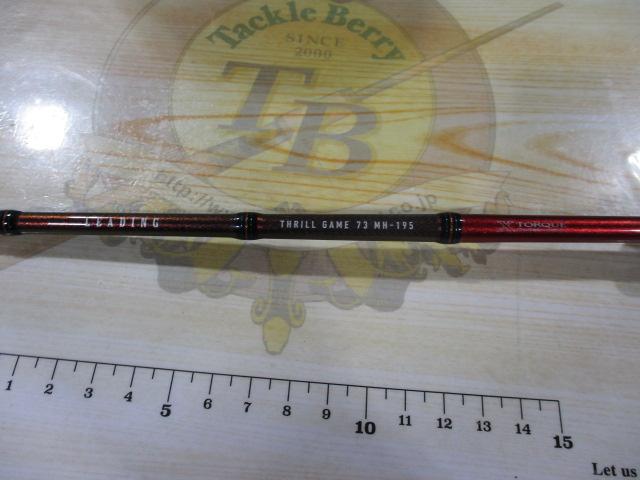 Tackle Berry
SINCE
2000
TB
LEADING
THRILL GAME 73 MH-195
X TORQUE
1 2 3 4 5 6 7 8 9 10 11 12 13 14 15
Let us